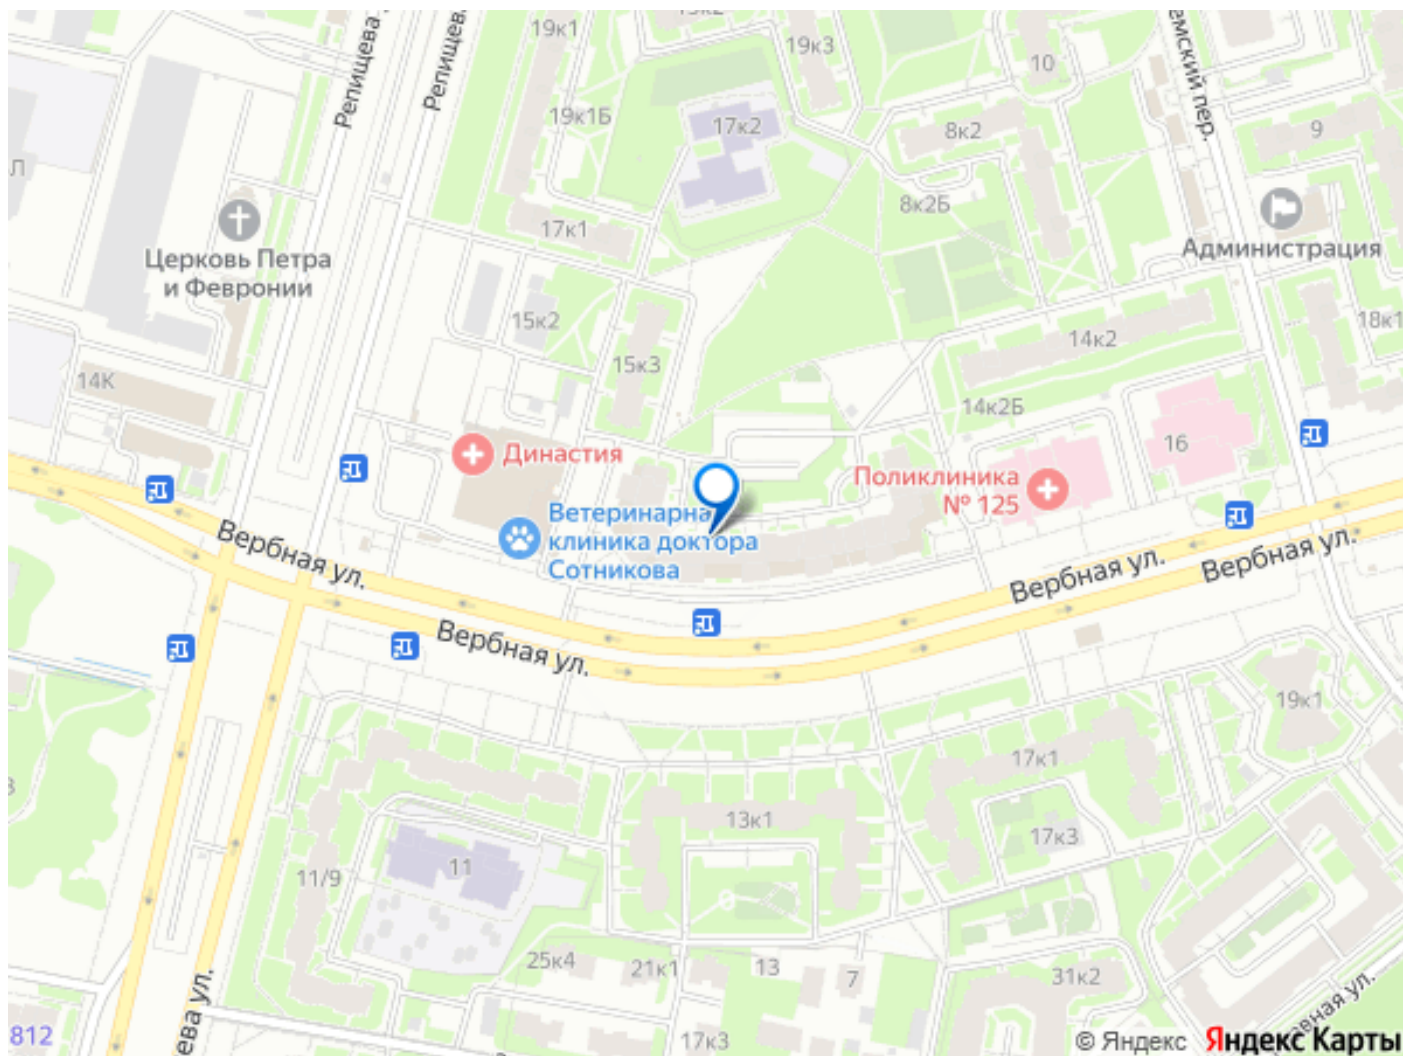 19к1
19к3
10
Репищева
Репищева
емский пер.
19к1Б
17к2
8к2
9
Л
8к2Б
17к1
Церковь Петра
и Февронии
Администрация
15к2
18к1
14к2
15к3
14К
14к2Б
16
Династия
Поликлиника
№ 125
Ветеринарна
клиника доктора
Сотникова
Вербная ул.
Вербная ул.
Вербная ул.
Вербная ул.
19к1
17к1
13к1
17к3
11
11/9
25к4
21к1
13
7
31к2
ева ул.
авная ул.
812
17к3
© Яндекс Яндекс Карты